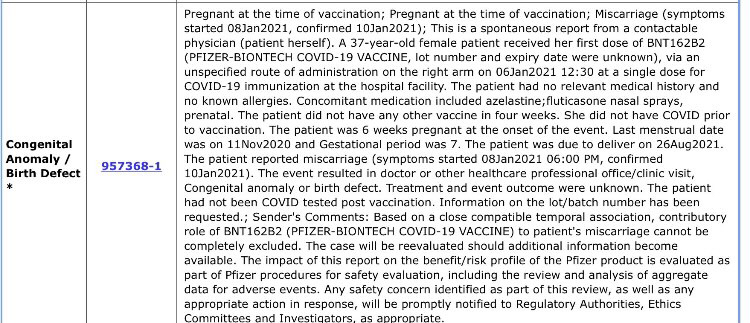 Congenital
Anomaly /
Birth Defect
*
957368-1
Pregnant at the time of vaccination; Pregnant at the time of vaccination; Miscarriage (symptoms
started 08Jan2021, confirmed 10Jan2021); This is a spontaneous report from a contactable
physician (patient herself). A 37-year-old female patient received her first dose of BNT162B2
(PFIZER-BIONTECH COVID-19 VACCINE, lot number and expiry date were unknown), via an
unspecified route of administration on the right arm on 06Jan2021 12:30 at a single dose for
COVID-19 immunization at the hospital facility. The patient had no relevant medical history and
no known allergies. Concomitant medication included azelastine;fluticasone nasal sprays,
prenatal. The patient did not have any other vaccine in four weeks. She did not have COVID prior
to vaccination. The patient was 6 weeks pregnant at the onset of the event. Last menstrual date
was on 11Nov2020 and Gestational period was 7. The patient was due to deliver on 26Aug2021.
The patient reported miscarriage (symptoms started 08Jan2021 06:00 PM, confirmed
10Jan2021). The event resulted in doctor or other healthcare professional office/clinic visit,
Congenital anomaly or birth defect. Treatment and event outcome were unknown. The patient
had not been COVID tested post vaccination. Information on the lot/batch number has been
requested.; Sender's Comments: Based on a close compatible temporal association, contributory
role of BNT162B2 (PFIZER-BIONTECH COVID-19 VACCINE) to patient's miscarriage cannot be
completely excluded. The case will be reevaluated should additional information become
available. The impact of this report on the benefit/risk profile of the Pfizer product is evaluated as
part of Pfizer procedures for safety evaluation, including the review and analysis of aggregate
data for adverse events. Any safety concern identified as part of this review, as well as any
appropriate action in response, will be promptly notified to Regulatory Authorities, Ethics
Committees and Investigators, as appropriate.